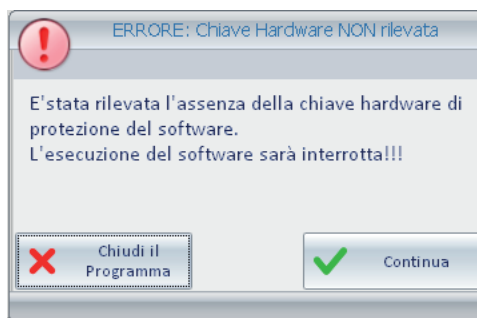 ERRORE: Chiave Hardware NON rilevata
E'stata rilevata l'assenza della chiave hardware di
protezione del software.
L'esecuzione del software sarà interrotta!!!
Chiudi il
Programma
Continua